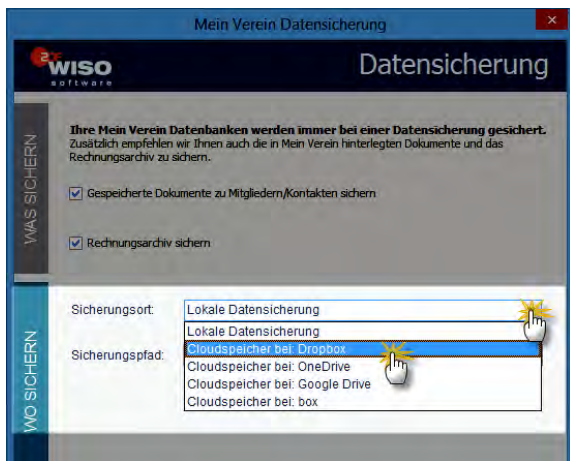 Mein Verein Datensicherung
WISO
software
Datensicherung
WAS SICHERN
Ihre Mein Verein Datenbanken werden immer bei einer Datensicherung gesichert.
Zusätzlich empfehlen wir Ihnen auch die in Mein Verein hinterlegten Dokumente und das
Rechnungsarchiv zu sichern.
Gespeicherte Dokumente zu Mitgliedern/Kontakten sichern
Rechnungsarchiv sichern
WO SICHERN
Sicherungsort: Lokale Datensicherung
Lokale Datensicherung
Sicherungspfad: Cloudspeicher bei: Dropbox
Cloudspeicher bei: OneDrive
Cloudspeicher bei: Google Drive
Cloudspeicher bei: box